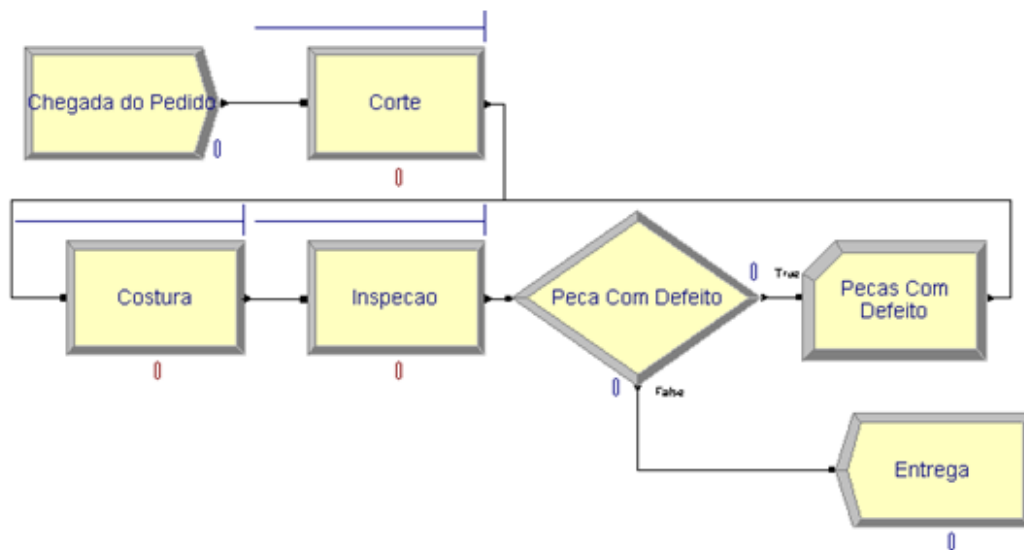 Chegada do Pedido
0
Corte
0
Costura
0
Inspecao
0
Peca Com Defeito
0
True
0
False
Pecas Com
Defeito
Entrega
0